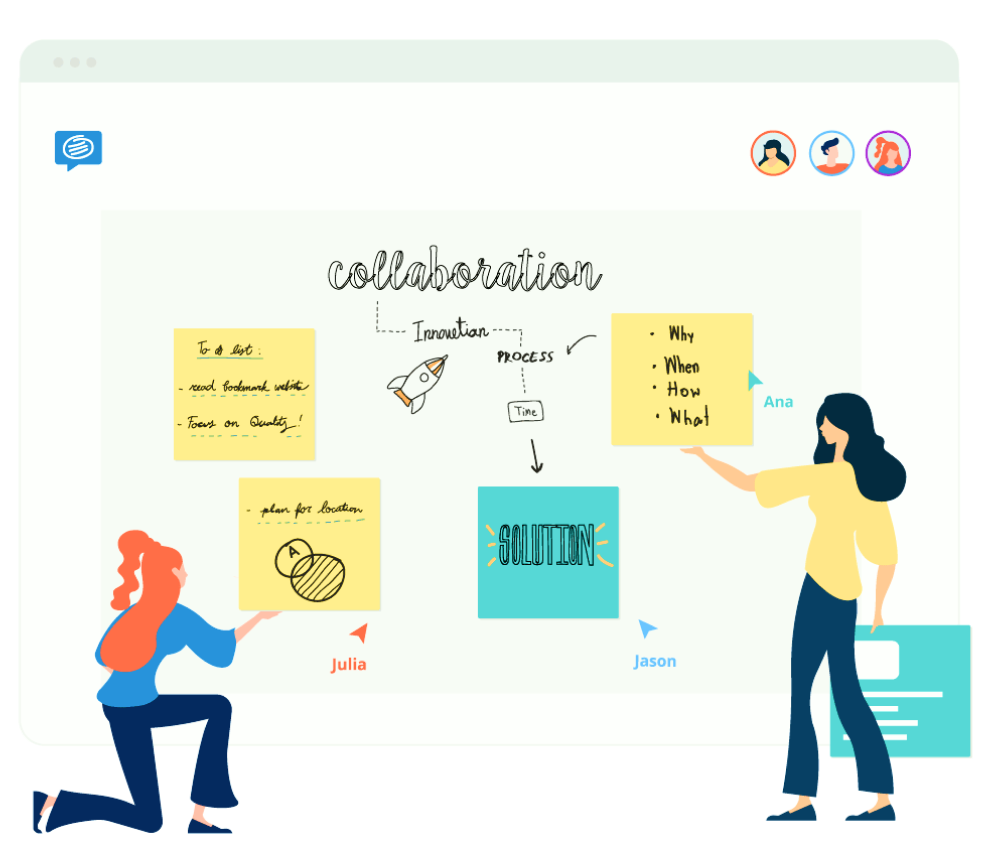 collaboration
Innovation
PROCESS
Time
To do list :
- read bookmark website
- Focus on Quality!
· Why
· When
· How
· What
Ana
- plan for location
A
SOLUTION
Julia
Jason